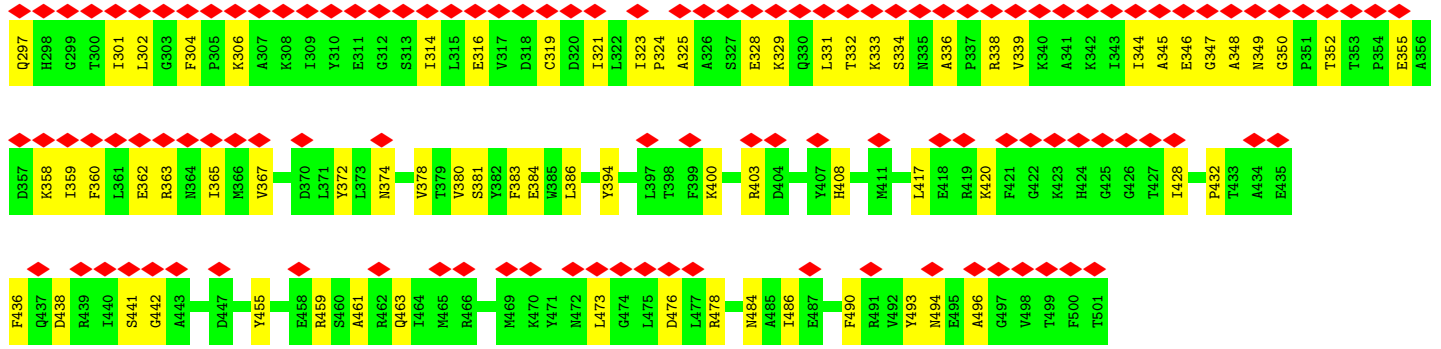 Q297 H298 G299 T300 I301 L302 G303 F304 P305 K306 A307 K308 I309 Y310 E311 G312 S313 I314 L315 E316 V317 D318 C319 D320 I321 L322 I323 P324 A325 A326 S327 E328 K329 Q330 L331 T332 K333 S334 N335 A336 P337 R338 V339 K340 A341 K342 I343 I344 A345 E346 G347 A348 N349 G350 P351 T352 T353 P354 E355 A356
D357 K358 I359 F360 L361 E362 R363 N364 I365 M366 V367 D370 L371 Y372 L373 N374 V378 T379 V380 S381 Y382 F383 E384 W385 L386 Y394 L397 T398 F399 K400 R403 D404 Y407 H408 M411 L417 E418 R419 K420 F421 G422 K423 H424 G425 G426 T427 I428 P432 T433 A434 E435
F436 Q437 D438 R439 I440 S441 G442 A443 D447 Y455 E458 R459 S460 A461 R462 Q463 I464 M465 R466 M469 K470 Y471 N472 L473 G474 L475 D476 L477 R478 N484 A485 I486 E487 F490 R491 V492 Y493 N494 E495 A496 G497 V498 T499 F500 T501